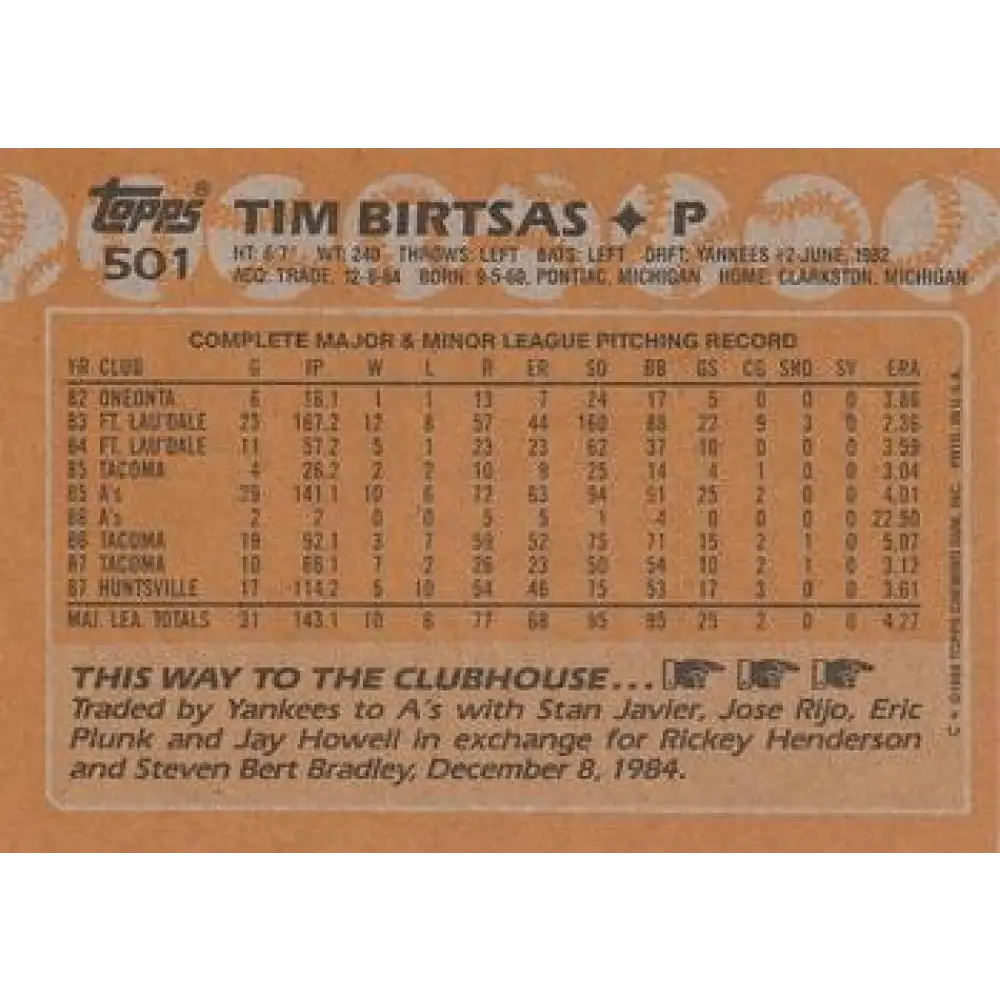 topps®
501
TIM BIRTSAS ✦ P
HT: 6'7" WT: 240 THROWS: LEFT BATS: LEFT DRFT: YANKEES #2-JUNE, 1982
ACQ: TRADE, 12-8-84 BORN: 9-5-60, PONTIAC, MICHIGAN HOME: CLARKSTON, MICHIGAN
COMPLETE MAJOR & MINOR LEAGUE PITCHING RECORD
YR CLUB G IP W L R ER SO BB GS CG SHO SV ERA
82 ONEONTA 6 16.1 1 1 13 7 24 17 5 0 0 0 3.86
83 FT. LAU'DALE 23 167.2 12 8 57 44 160 88 22 9 3 0 2.36
84 FT. LAU'DALE 11 57.2 5 1 23 23 62 37 10 0 0 0 3.59
85 TACOMA 4 26.2 2 2 10 9 25 14 4 1 0 0 3.04
85 A's 29 141.1 10 6 72 63 94 91 25 2 0 0 4.01
86 A's 2 2 0 0 5 5 1 4 0 0 0 0 22.50
86 TACOMA 19 92.1 3 7 59 52 75 71 15 2 1 0 5.07
87 TACOMA 10 66.1 7 2 26 23 50 54 10 2 1 0 3.12
87 HUNTSVILLE 17 114.2 5 10 54 46 75 53 17 3 0 0 3.61
MAJ. LEA. TOTALS 31 143.1 10 6 77 68 95 95 25 2 0 0 4.27
THIS WAY TO THE CLUBHOUSE...
Traded by Yankees to A's with Stan Javier, Jose Rijo, Eric
Plunk and Jay Howell in exchange for Rickey Henderson
and Steven Bert Bradley, December 8, 1984.
C * ©1988 TOPPS CHEWING GUM, INC. PRTD. IN U.S.A.